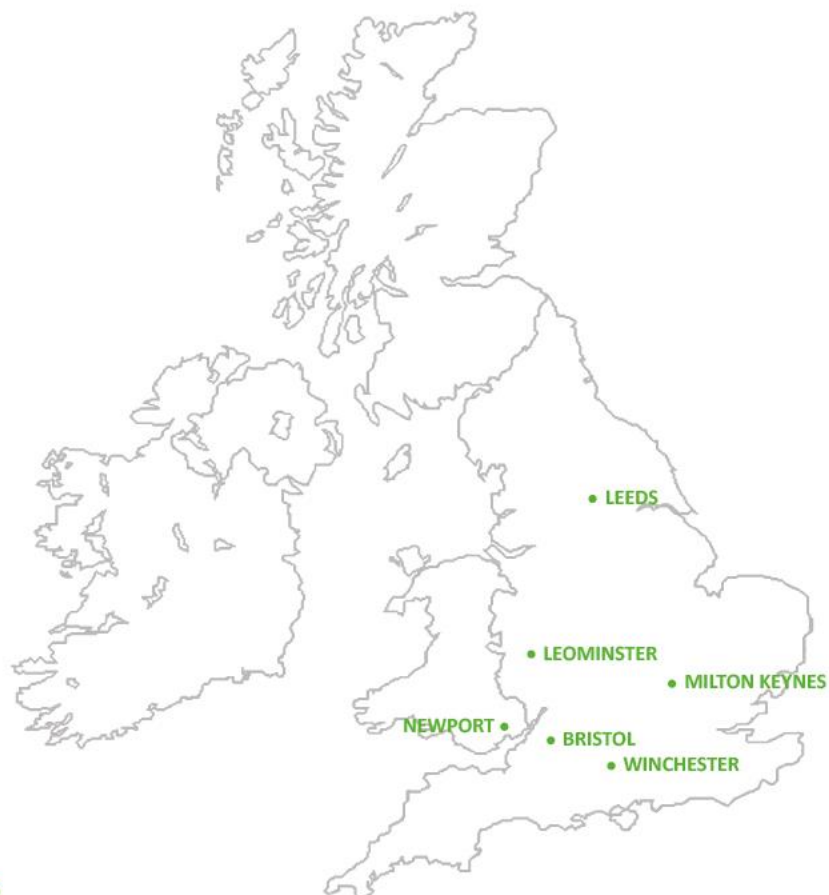 LEEDS
LEOMINSTER
MILTON KEYNES
NEWPORT
BRISTOL
WINCHESTER